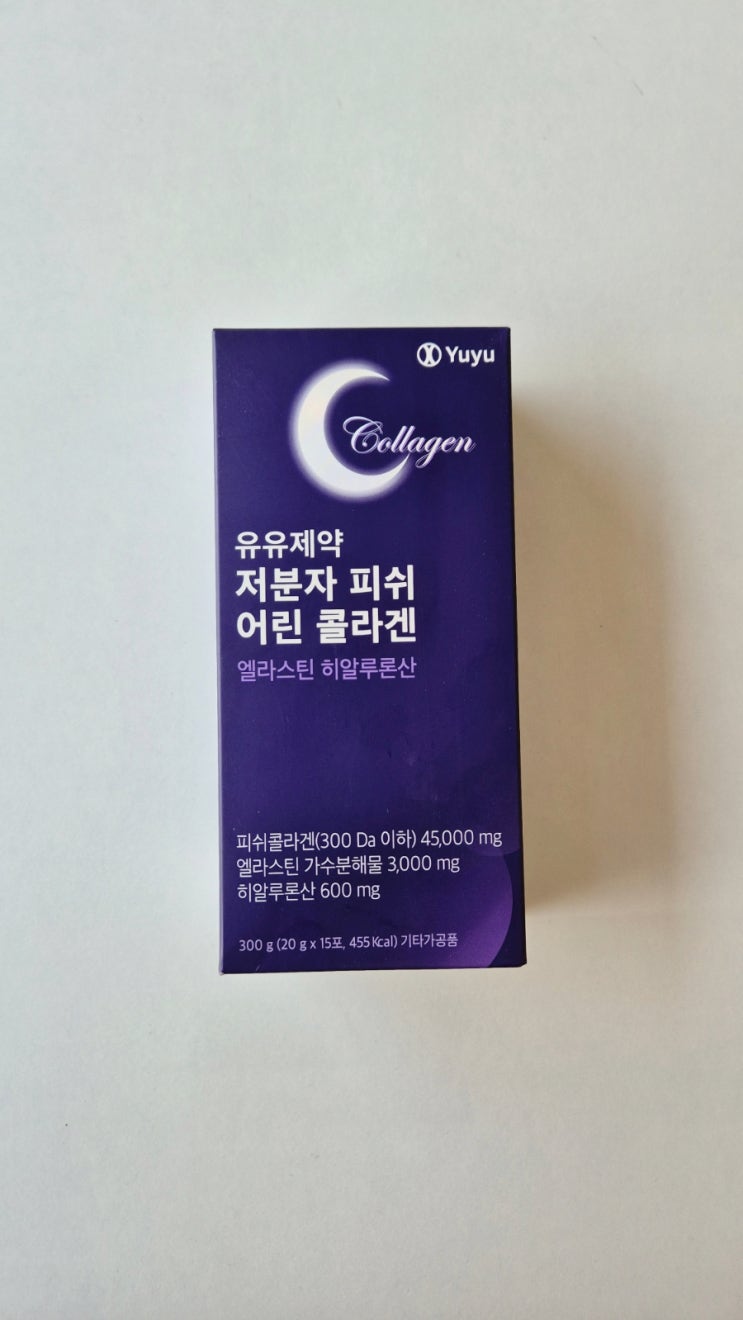 Yuyu
Collagen
유유제약
저분자 피쉬
어린 콜라겐
엘라스틴 히알루론산
피쉬콜라겐(300 Da 이하) 45,000 mg
엘라스틴 가수분해물 3,000 mg
히알루론산 600 mg
300 g (20 g x 15포, 455 Kcal) 기타가공품